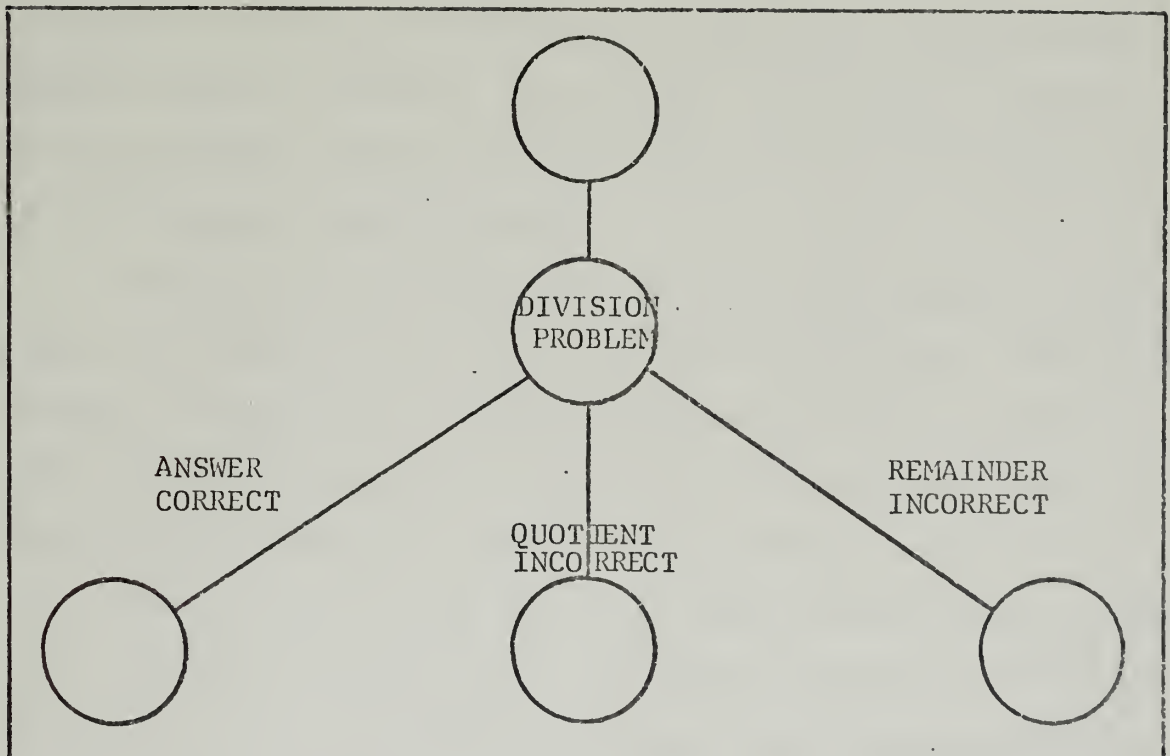 DIVISION
PROBLEM
ANSWER
CORRECT
QUOTIENT
INCORRECT
REMAINDER
INCORRECT